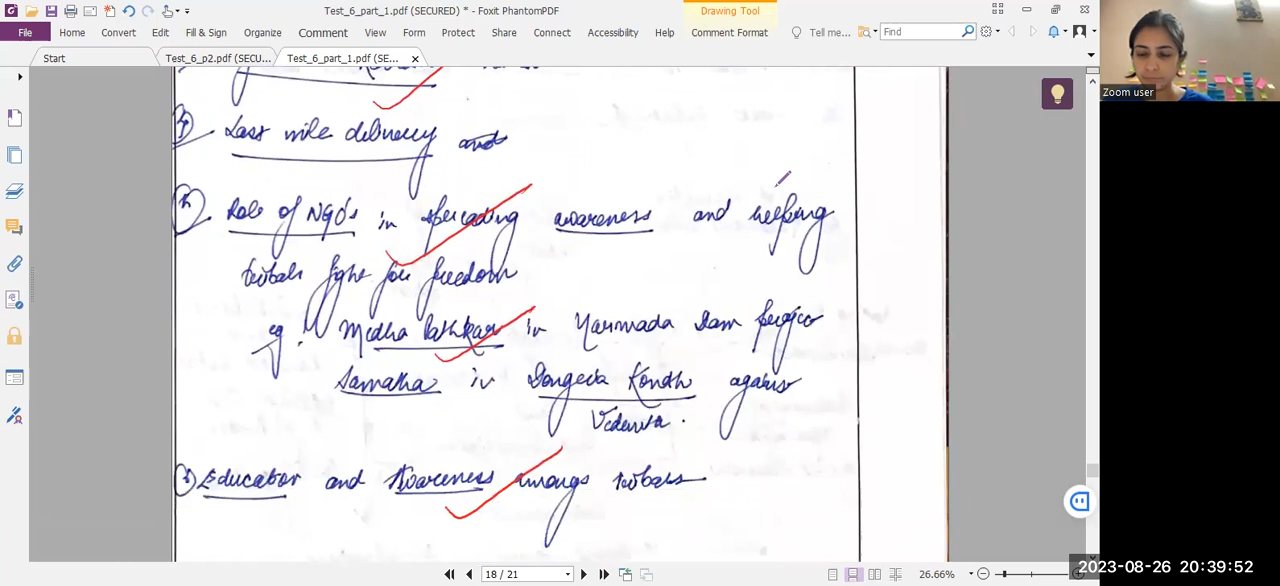 Test_6_part_1.pdf (SECURED) * - Foxit PhantomPDF
Drawing Tool
File Home Convert Edit Fill & Sign Organize Comment View Form Protect Share Connect Accessibility Help Comment Format Tell me... Find
Start Test_6_p2.pdf (SECU... Test_6_part_1.pdf (SE...
Zoom user
Last mile delivery and
Role of NGO's in spreading awareness and helping
tribals fight for freedom
eg: Medha Pathkar in Narmada Dam project
Samatha in Dongria Kondh against
Vedanta.
Education and Awareness amongs tribals
18 / 21
26.66%
2023-08-26 20:39:52